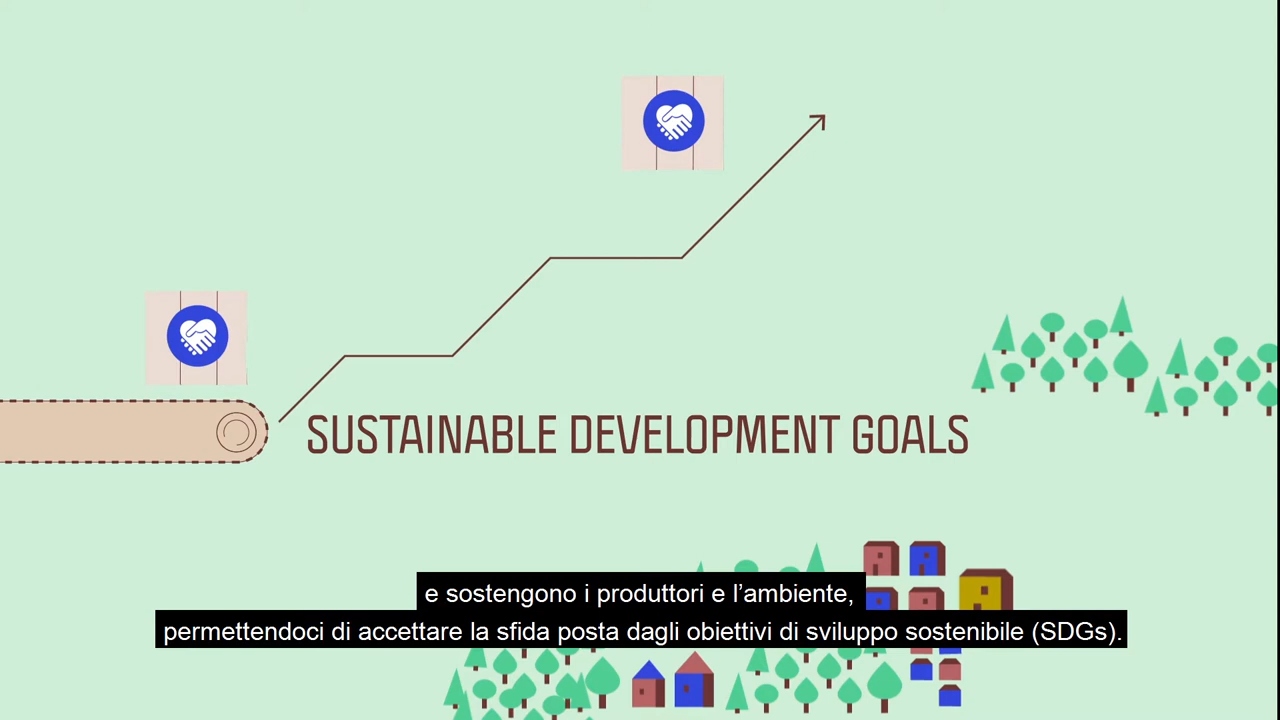 SUSTAINABLE DEVELOPMENT GOALS
e sostengono i produttori e l’ambiente,
permettendoci di accettare la sfida posta dagli obiettivi di sviluppo sostenibile (SDGs).